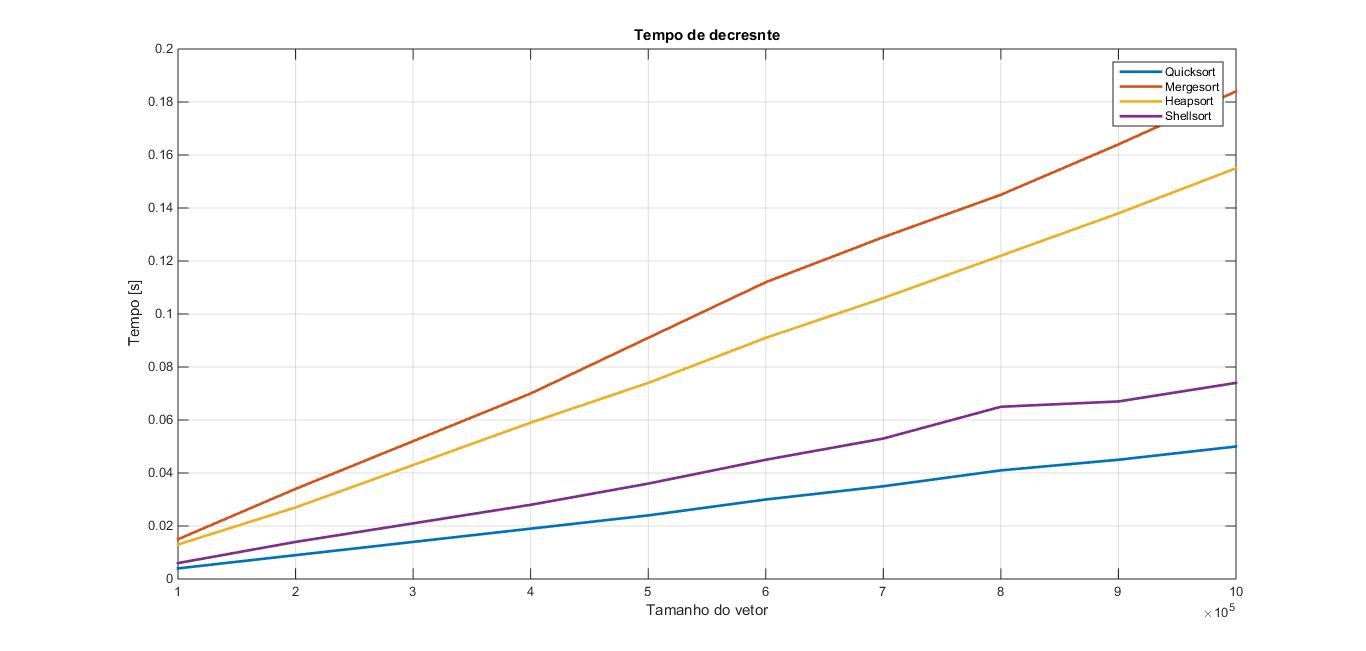 Tempo de decresnte
Quicksort
Mergesort
Heapsort
Shellsort
Tempo [s]
0.2
0.18
0.16
0.14
0.12
0.1
0.08
0.06
0.04
0.02
0
1 2 3 4 5 6 7 8 9 10
Tamanho do vetor
×10⁵